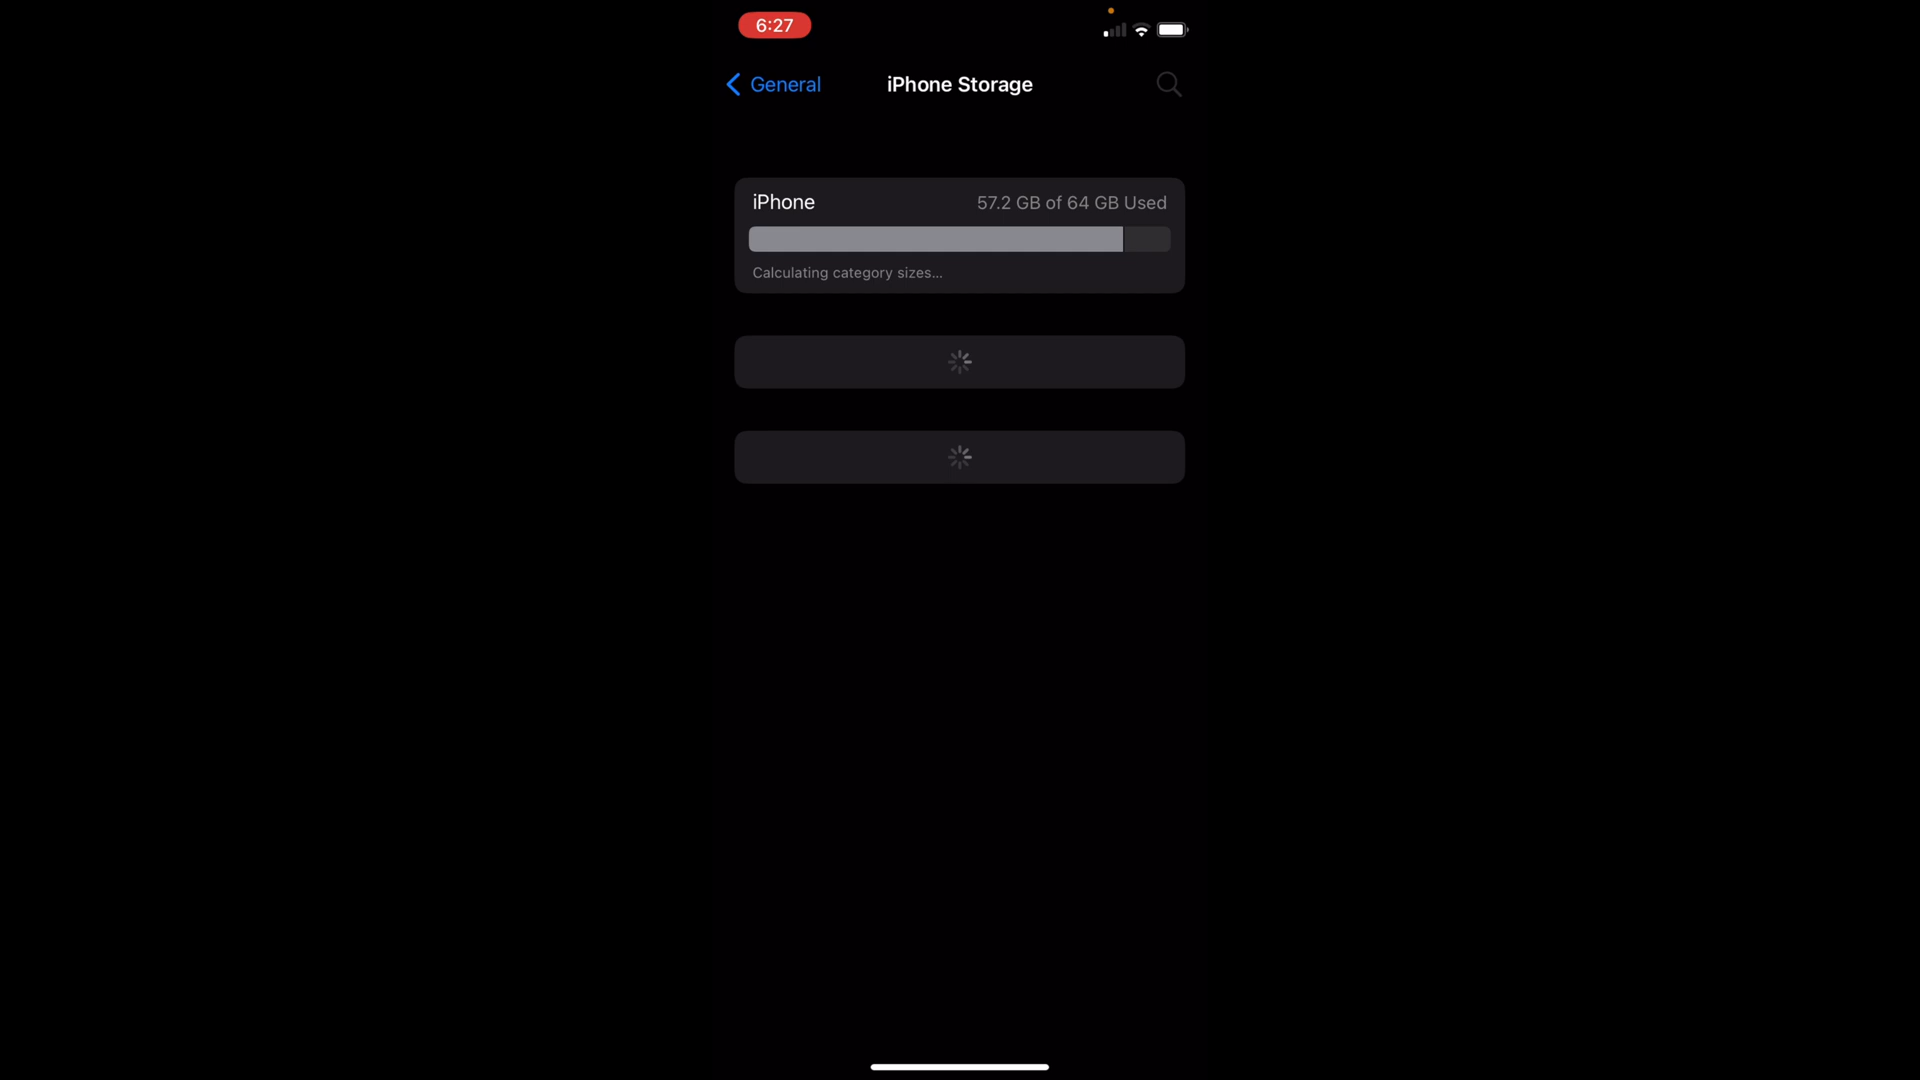 6:27
General
iPhone Storage
iPhone
57.2 GB of 64 GB Used
Calculating category sizes...